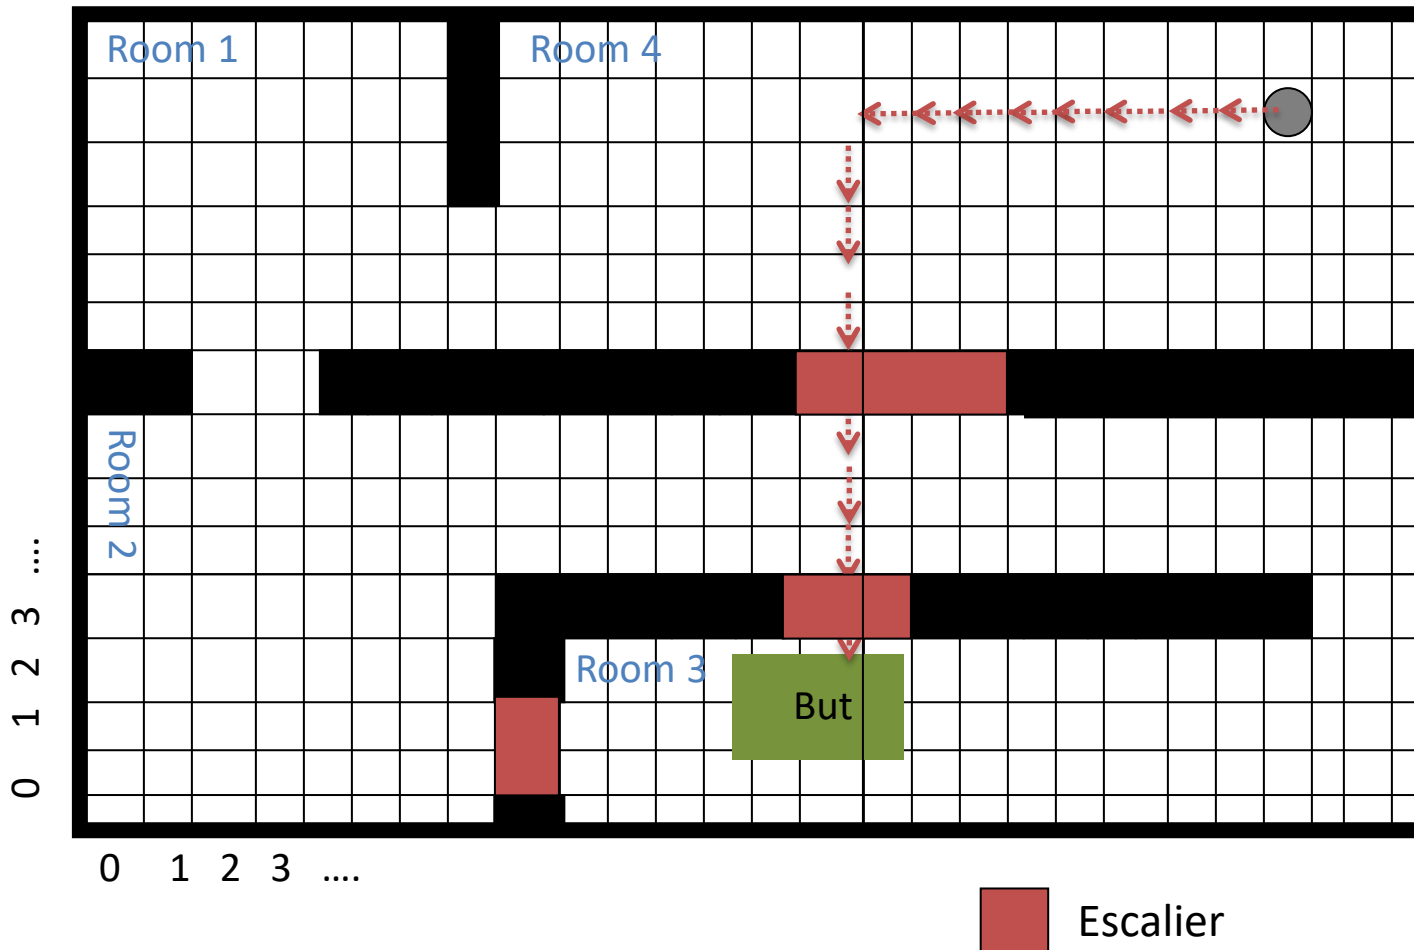 Room 1
Room 4
Room 2
Room 3
But
....
3
2
1
0
0 1 2 3 ....
Escalier